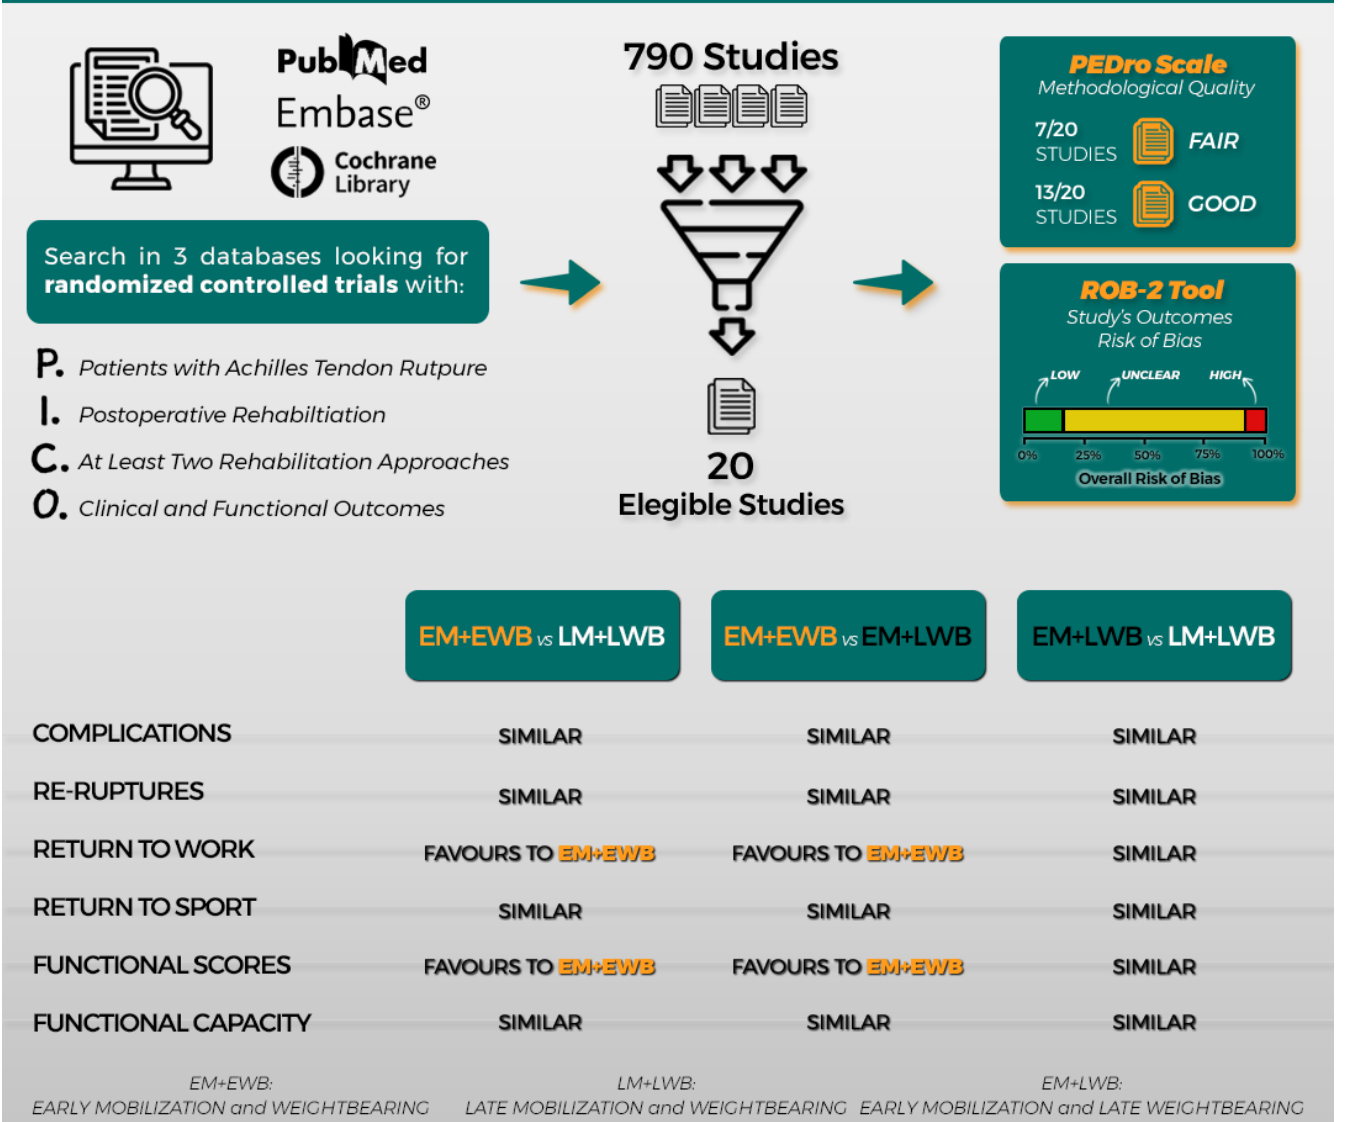 PubMed
Embase®
Cochrane
Library
Search in 3 databases looking for
randomized controlled trials with:
P. Patients with Achilles Tendon Rutpure
I. Postoperative Rehabiltiation
C. At Least Two Rehabilitation Approaches
O. Clinical and Functional Outcomes
790 Studies
20
Elegible Studies
PEDro Scale
Methodological Quality
7/20
STUDIES
FAIR
13/20
STUDIES
GOOD
ROB-2 Tool
Study's Outcomes
Risk of Bias
LOW UNCLEAR HIGH
0% 25% 50% 75% 100%
Overall Risk of Bias
EM+EWB vs LM+LWB EM+EWB vs EM+LWB EM+LWB vs LM+LWB
COMPLICATIONS SIMILAR SIMILAR SIMILAR
RE-RUPTURES SIMILAR SIMILAR SIMILAR
RETURN TO WORK FAVOURS TO EM+EWB FAVOURS TO EM+EWB SIMILAR
RETURN TO SPORT SIMILAR SIMILAR SIMILAR
FUNCTIONAL SCORES FAVOURS TO EM+EWB FAVOURS TO EM+EWB SIMILAR
FUNCTIONAL CAPACITY SIMILAR SIMILAR SIMILAR
EM+EWB:
EARLY MOBILIZATION and WEIGHTBEARING
LM+LWB:
LATE MOBILIZATION and WEIGHTBEARING
EM+LWB:
EARLY MOBILIZATION and LATE WEIGHTBEARING